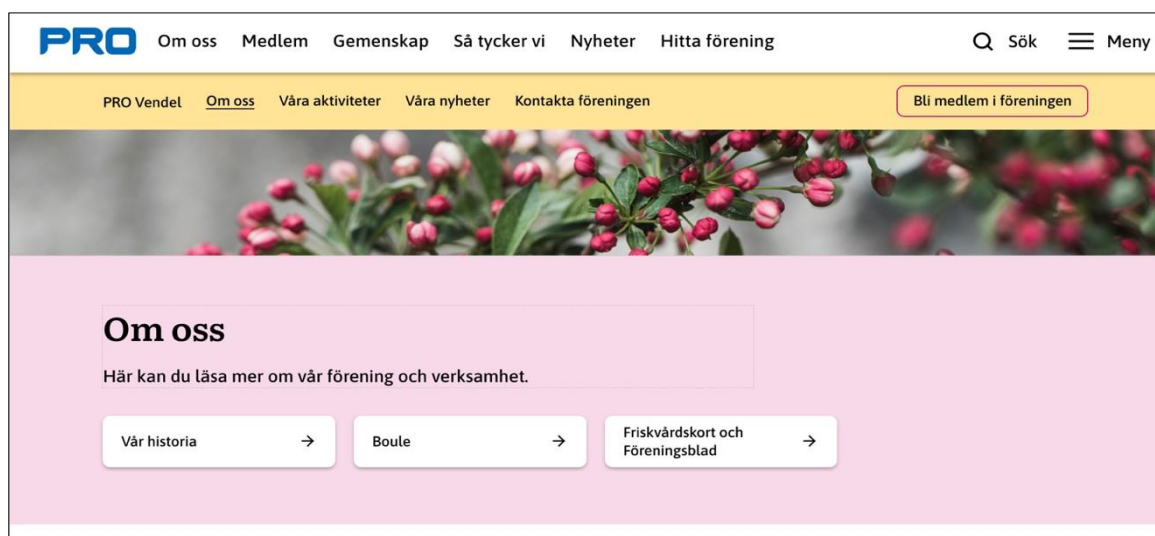 PRO Om oss Medlem Gemenskap Så tycker vi Nyheter Hitta förening Sök Meny
PRO Vendel Om oss Våra aktiviteter Våra nyheter Kontakta föreningen Bli medlem i föreningen
Om oss
Här kan du läsa mer om vår förening och verksamhet.
Vår historia → Boule → Friskvårdskort och
Föreningsblad →